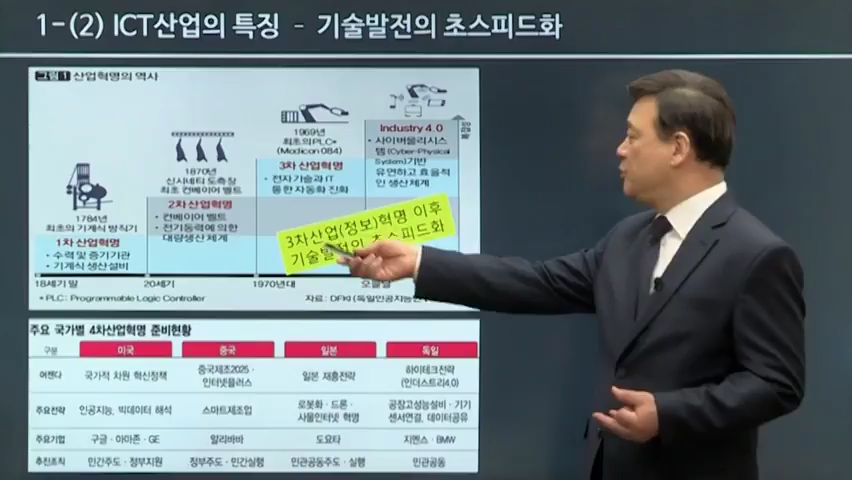 1-(2) ICT산업의 특징 - 기술발전의 초스피드화
그림 1 산업혁명의 역사
1784년
최초의 기계식 방직기
1차 산업혁명
• 수력 및 증기기관
• 기계식 생산설비
1870년
신시내티 도축장
최초 컨베이어 벨트
2차 산업혁명
• 컨베이어 벨트
• 전기동력에 의한
대량생산 체계
1969년
최초의 PLC*
(Modicon 084)
3차 산업혁명
• 전자기술과 IT
통한 자동화 진화
Industry 4.0
• 사이버물리시스
템(Cyber-Physical
System)기반
유연하고 효율적
인 생산 체계
복잡성
3차산업(정보)혁명 이후
기술발전의 초스피드화
18세기 말 20세기 1970년대 오늘날
* PLC: Programmable Logic Controller
자료: DFKI(독일인공지능연
주요 국가별 4차산업혁명 준비현황
구분 미국 중국 일본 독일
어젠다 국가적 차원 혁신정책 중국제조2025 · 인터넷플러스 일본 재흥전략 하이테크전략 (인더스트리4.0)
주요전략 인공지능, 빅데이터 해석 스마트제조업 로봇화 · 드론 · 사물인터넷 혁명 공장고성능설비 · 기기 센서연결, 데이터공유
주요기업 구글 · 아마존 · GE 알리바바 도요타 지멘스 · BMW
추진조직 민간주도 · 정부지원 정부주도 · 민간실행 민관공동주도 · 실행 민관공동